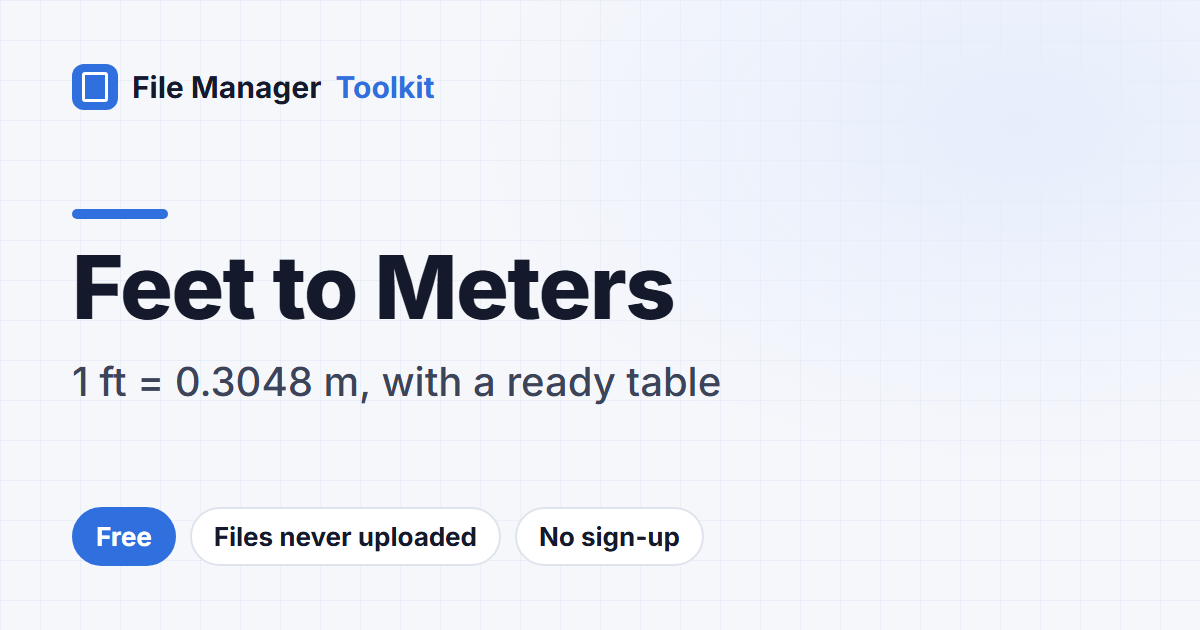 File Manager Toolkit
Feet to Meters
1 ft = 0.3048 m, with a ready table
Free
Files never uploaded
No sign-up